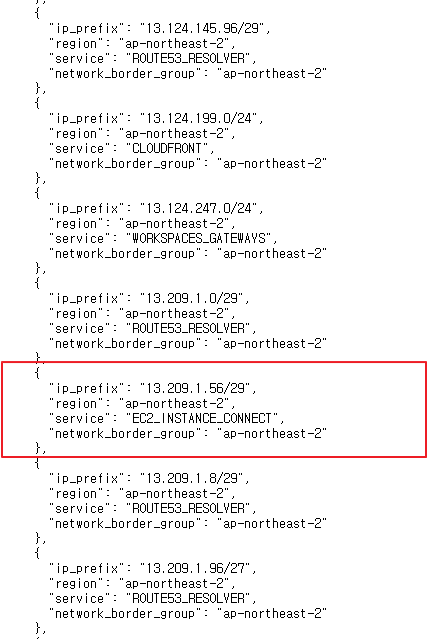 },
{
"ip_prefix": "13.124.145.96/29",
"region": "ap-northeast-2",
"service": "ROUTE53_RESOLVER",
"network_border_group": "ap-northeast-2"
},
{
"ip_prefix": "13.124.199.0/24",
"region": "ap-northeast-2",
"service": "CLOUDFRONT",
"network_border_group": "ap-northeast-2"
},
{
"ip_prefix": "13.124.247.0/24",
"region": "ap-northeast-2",
"service": "WORKSPACES_GATEWAYS",
"network_border_group": "ap-northeast-2"
},
{
"ip_prefix": "13.209.1.0/29",
"region": "ap-northeast-2",
"service": "ROUTE53_RESOLVER",
"network_border_group": "ap-northeast-2"
},
{
"ip_prefix": "13.209.1.56/29",
"region": "ap-northeast-2",
"service": "EC2_INSTANCE_CONNECT",
"network_border_group": "ap-northeast-2"
},
{
"ip_prefix": "13.209.1.8/29",
"region": "ap-northeast-2",
"service": "ROUTE53_RESOLVER",
"network_border_group": "ap-northeast-2"
},
{
"ip_prefix": "13.209.1.96/27",
"region": "ap-northeast-2",
"service": "ROUTE53_RESOLVER",
"network_border_group": "ap-northeast-2"
},